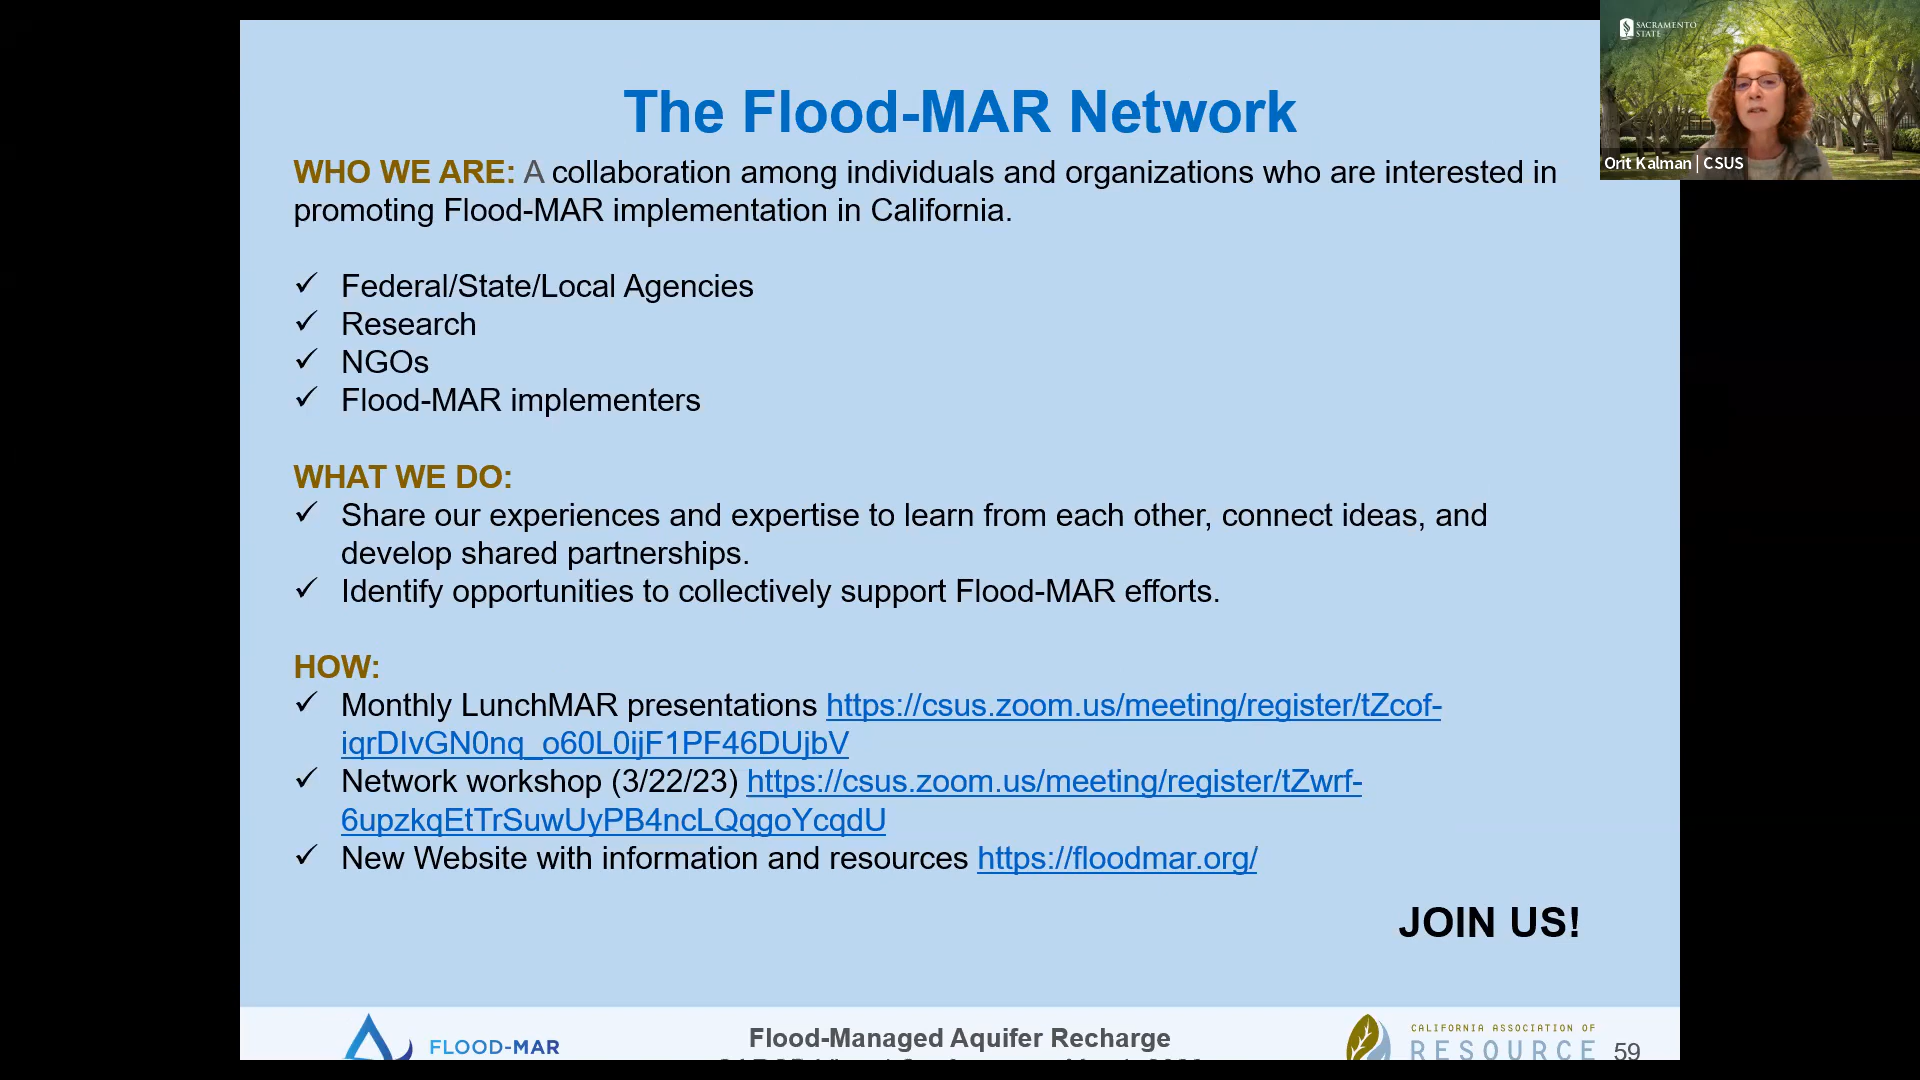 The Flood-MAR Network
WHO WE ARE: A collaboration among individuals and organizations who are interested in
promoting Flood-MAR implementation in California.
✓ Federal/State/Local Agencies
✓ Research
✓ NGOs
✓ Flood-MAR implementers
WHAT WE DO:
✓ Share our experiences and expertise to learn from each other, connect ideas, and
develop shared partnerships.
✓ Identify opportunities to collectively support Flood-MAR efforts.
HOW:
✓ Monthly LunchMAR presentations https://csus.zoom.us/meeting/register/tZcof-
iqrDIvGN0nq_o60L0ijF1PF46DUjbV
✓ Network workshop (3/22/23) https://csus.zoom.us/meeting/register/tZwrf-
6upzkqEtTrSuwUyPB4ncLQqgoYcqdU
✓ New Website with information and resources https://floodmar.org/
JOIN US!
FLOOD-MAR
Flood-Managed Aquifer Recharge
CALIFORNIA ASSOCIATION OF
RESOURCE
59
SACRAMENTO
STATE
Orit Kalman | CSUS